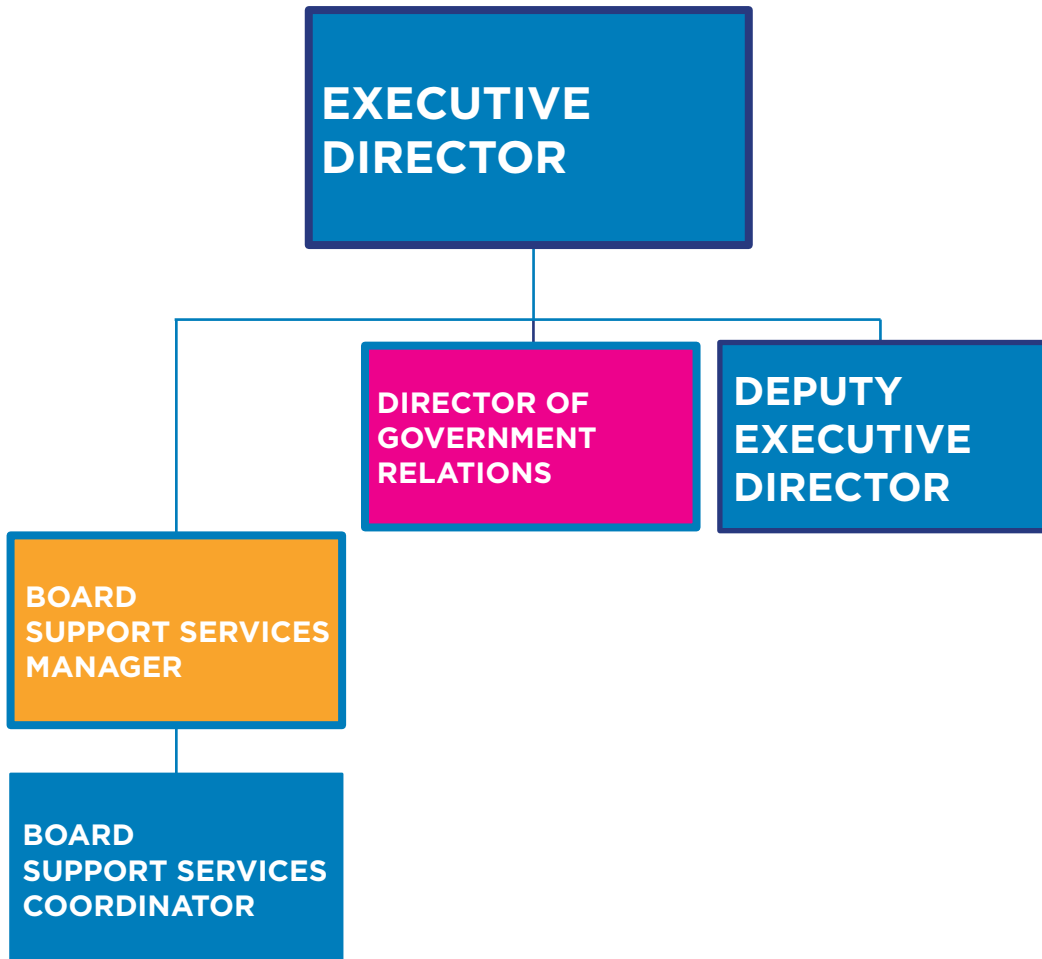 EXECUTIVE
DIRECTOR
DIRECTOR OF
GOVERNMENT
RELATIONS
DEPUTY
EXECUTIVE
DIRECTOR
BOARD
SUPPORT SERVICES
MANAGER
BOARD
SUPPORT SERVICES
COORDINATOR